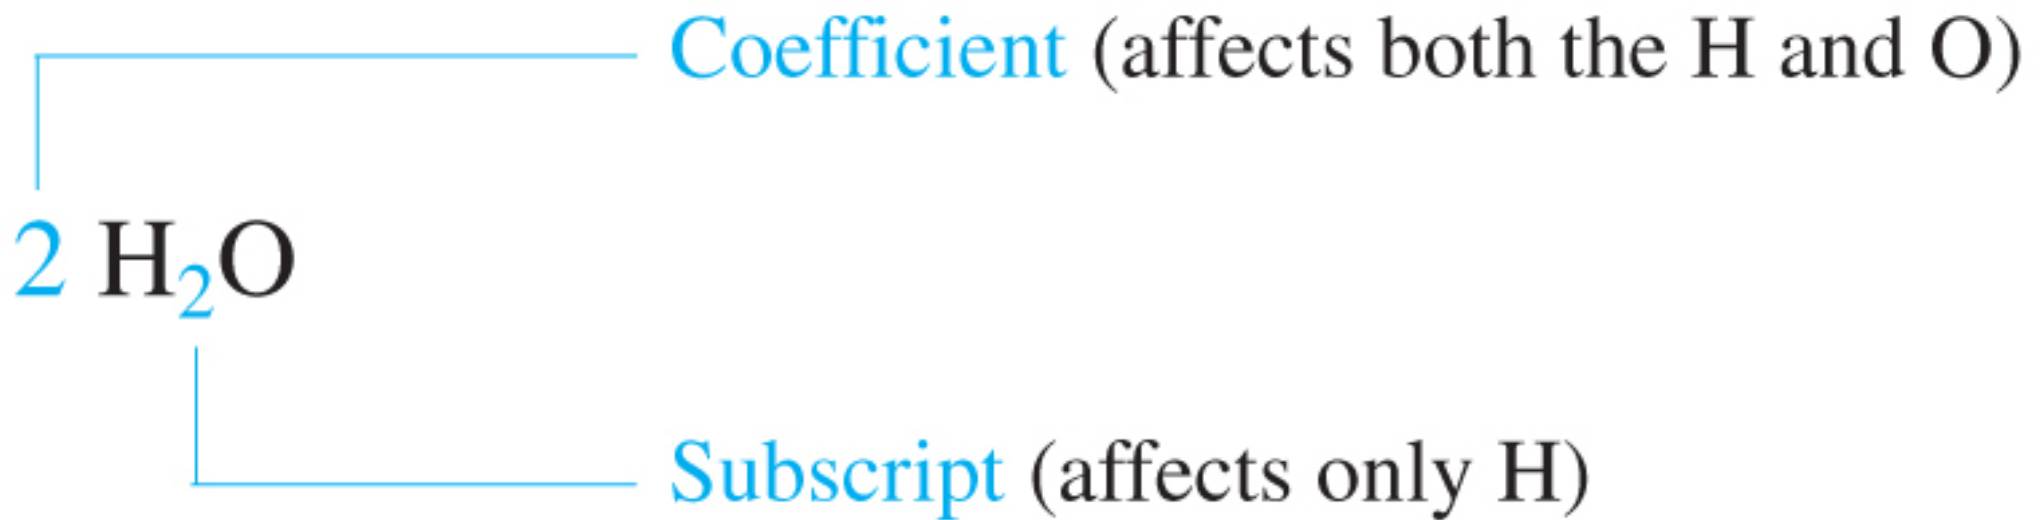 Coefficient (affects both the H and O)
2 H₂O
Subscript (affects only H)